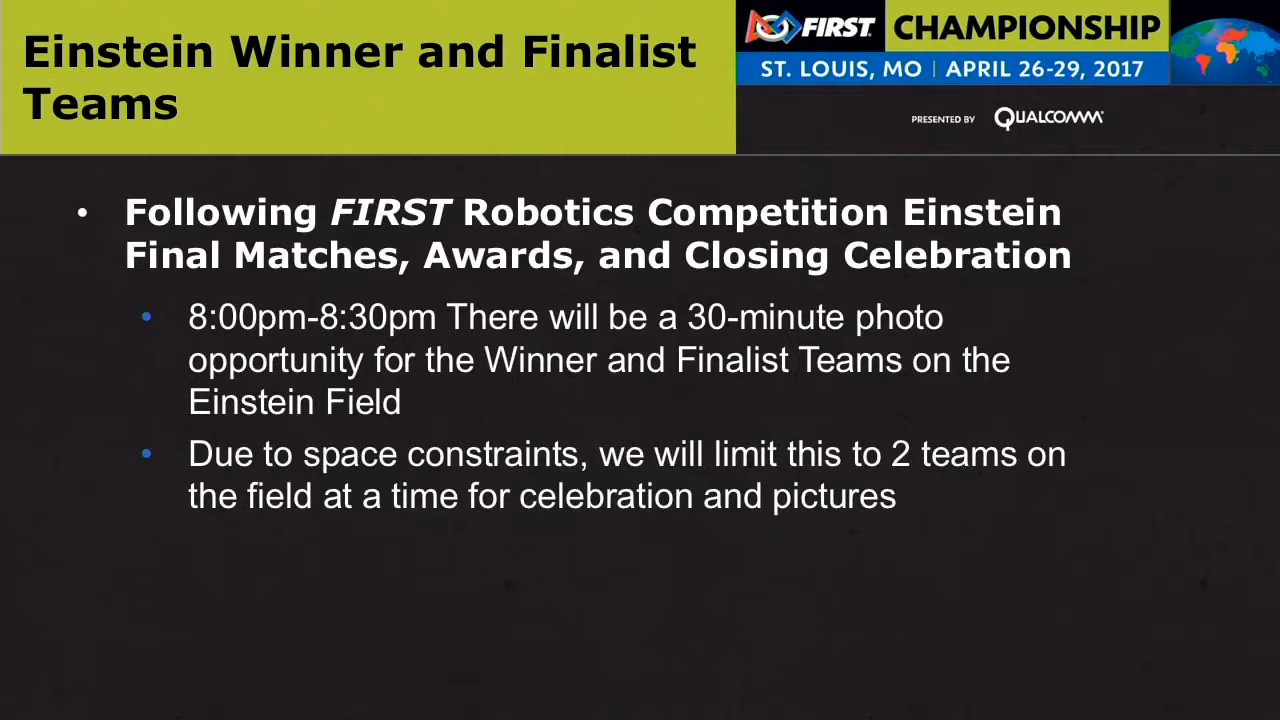 Einstein Winner and Finalist
Teams
FIRST CHAMPIONSHIP
ST. LOUIS, MO | APRIL 26-29, 2017
PRESENTED BY QUALCOMM
• Following FIRST Robotics Competition Einstein
Final Matches, Awards, and Closing Celebration
• 8:00pm-8:30pm There will be a 30-minute photo
opportunity for the Winner and Finalist Teams on the
Einstein Field
• Due to space constraints, we will limit this to 2 teams on
the field at a time for celebration and pictures